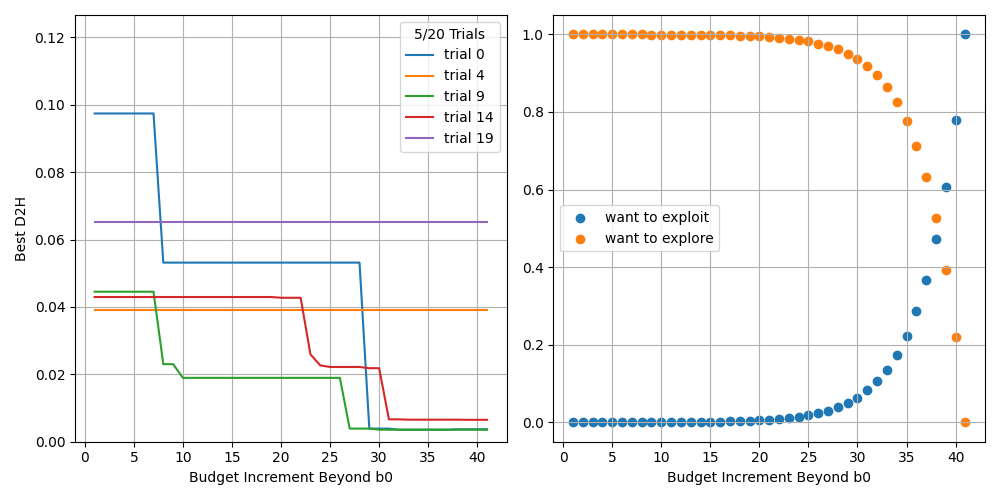 5/20 Trials
trial 0
trial 4
trial 9
trial 14
trial 19
Best D2H
0.12
0.10
0.08
0.06
0.04
0.02
0.00
0 5 10 15 20 25 30 35 40
Budget Increment Beyond b0
1.0
0.8
0.6
0.4
0.2
0.0
want to exploit
want to explore
0 5 10 15 20 25 30 35 40
Budget Increment Beyond b0